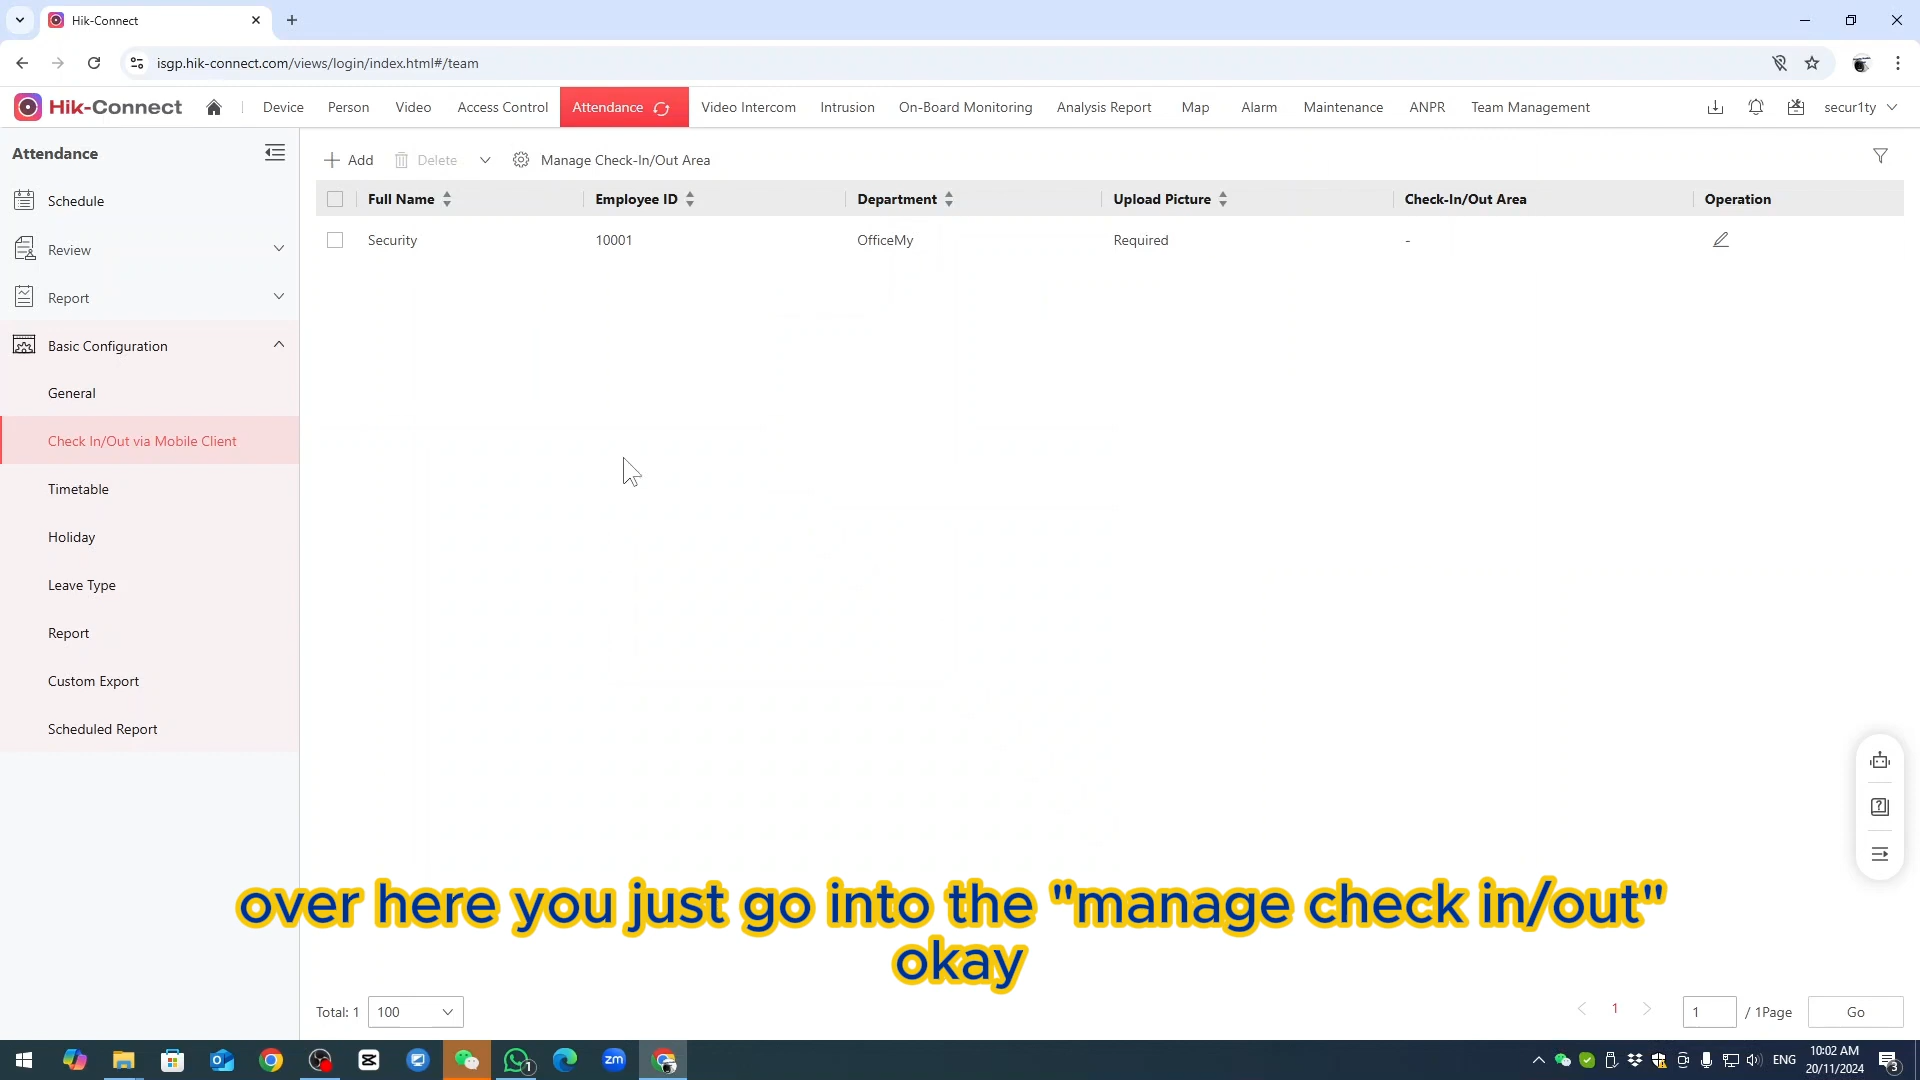 Hik-Connect
isgp.hik-connect.com/views/login/index.html#/team
Hik-Connect
Device
Person
Video
Access Control
Attendance
Video Intercom
Intrusion
On-Board Monitoring
Analysis Report
Map
Alarm
Maintenance
ANPR
Team Management
secur1ty
Attendance
Schedule
Review
Report
Basic Configuration
General
Check In/Out via Mobile Client
Timetable
Holiday
Leave Type
Report
Custom Export
Scheduled Report
Add
Delete
Manage Check-In/Out Area
Full Name
Employee ID
Department
Upload Picture
Check-In/Out Area
Operation
Security
10001
OfficeMy
Required
-
over here you just go into the "manage check in/out"
okay
Total: 1
100
1
1
/ 1Page
Go
1
zm
ENG
10:02 AM
20/11/2024
3